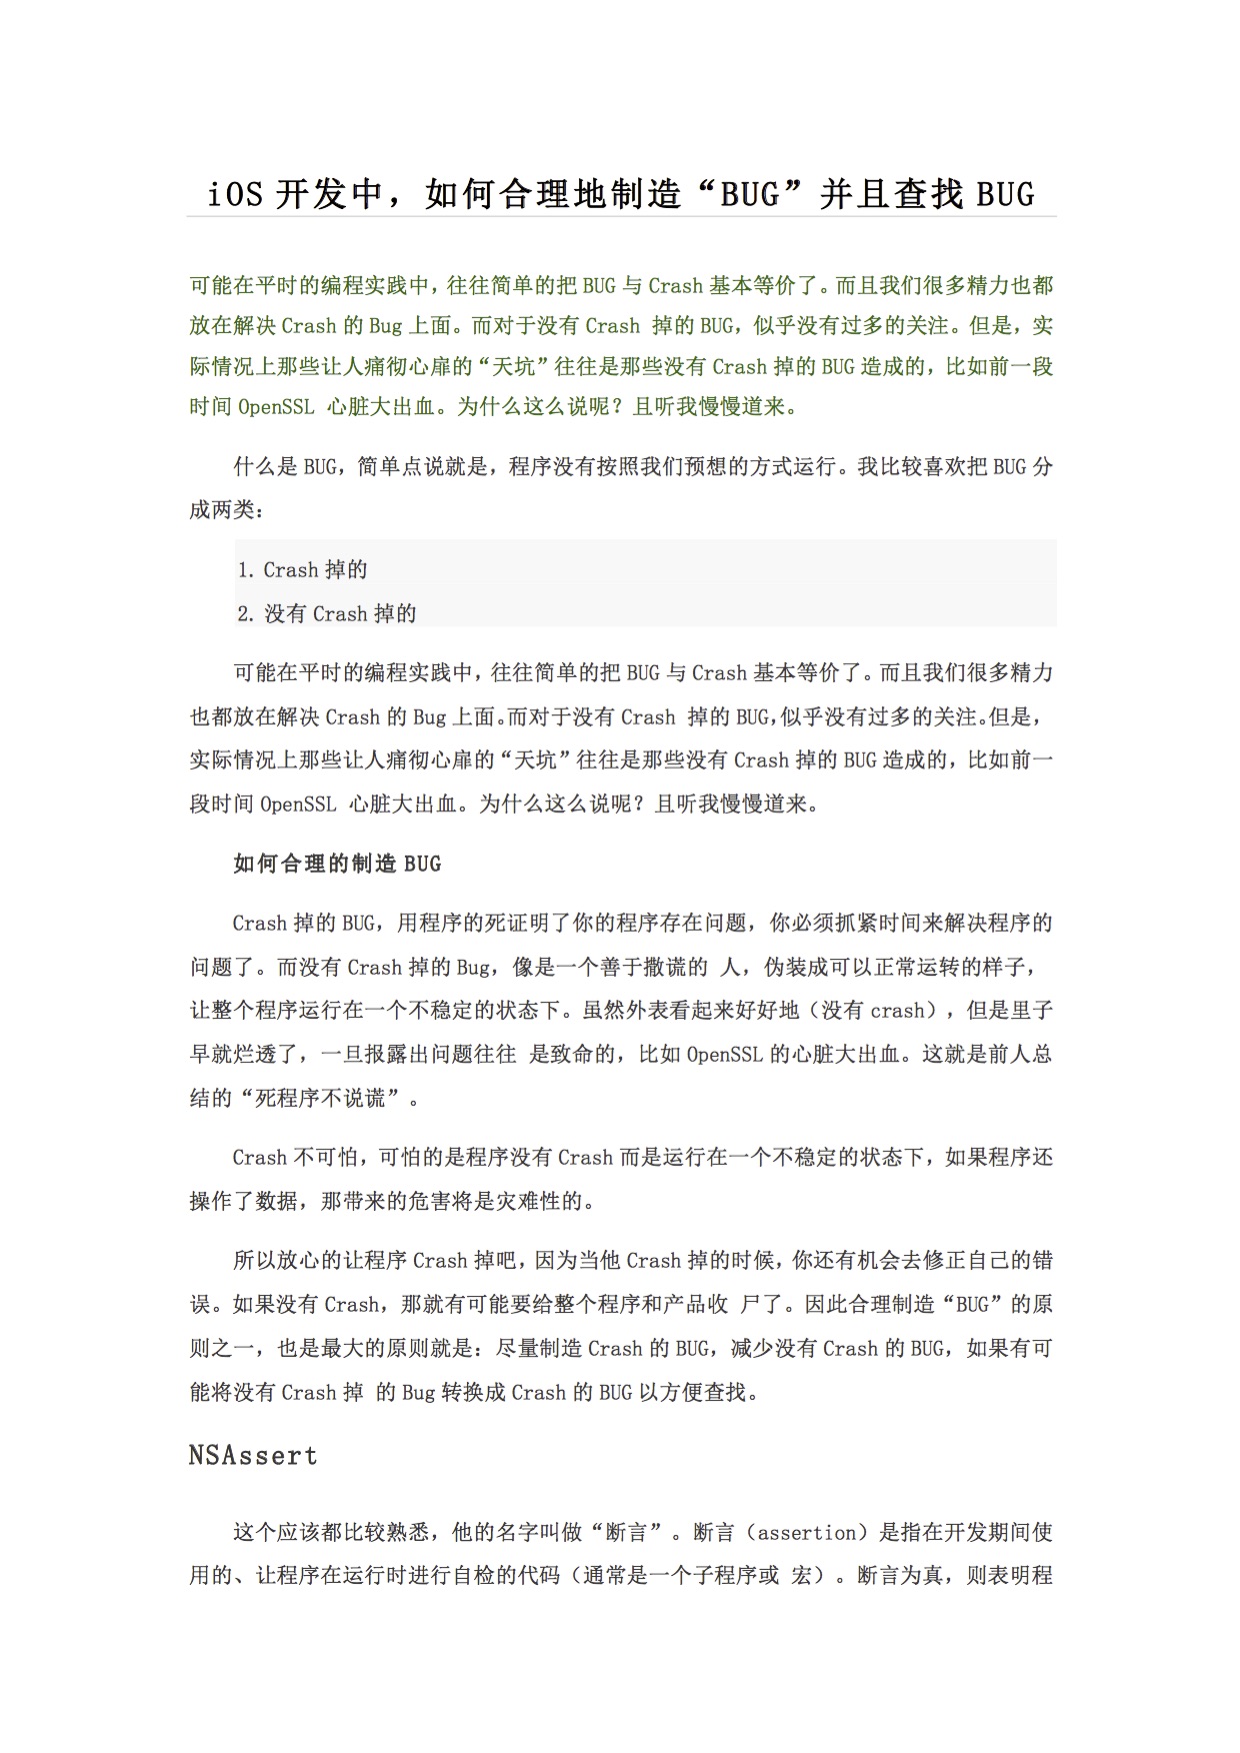 iOS 开发中，如何合理地制造“BUG”并且查找 BUG
可能在平时的编程实践中，往往简单的把 BUG 与 Crash 基本等价了。而且我们很多精力也都
放在解决 Crash 的 Bug 上面。而对于没有 Crash 掉的 BUG，似乎没有过多的关注。但是，实
际情况上那些让人痛彻心扉的“天坑”往往是那些没有 Crash 掉的 BUG 造成的，比如前一段
时间 OpenSSL 心脏大出血。为什么这么说呢？且听我慢慢道来。
什么是 BUG，简单点说就是，程序没有按照我们预想的方式运行。我比较喜欢把 BUG 分
成两类：
1. Crash 掉的
2. 没有 Crash 掉的
可能在平时的编程实践中，往往简单的把 BUG 与 Crash 基本等价了。而且我们很多精力
也都放在解决 Crash 的 Bug 上面。而对于没有 Crash 掉的 BUG，似乎没有过多的关注。但是，
实际情况上那些让人痛彻心扉的“天坑”往往是那些没有 Crash 掉的 BUG 造成的，比如前一
段时间 OpenSSL 心脏大出血。为什么这么说呢？且听我慢慢道来。
如何合理的制造 BUG
Crash 掉的 BUG，用程序的死证明了你的程序存在问题，你必须抓紧时间来解决程序的
问题了。而没有 Crash 掉的 Bug，像是一个善于撒谎的 人，伪装成可以正常运转的样子，
让整个程序运行在一个不稳定的状态下。虽然外表看起来好好地（没有 crash），但是里子
早就烂透了，一旦报露出问题往往 是致命的，比如 OpenSSL 的心脏大出血。这就是前人总
结的“死程序不说谎”。
Crash 不可怕，可怕的是程序没有 Crash 而是运行在一个不稳定的状态下，如果程序还
操作了数据，那带来的危害将是灾难性的。
所以放心的让程序 Crash 掉吧，因为当他 Crash 掉的时候，你还有机会去修正自己的错
误。如果没有 Crash，那就有可能要给整个程序和产品收 尸了。因此合理制造“BUG”的原
则之一，也是最大的原则就是：尽量制造 Crash 的 BUG，减少没有 Crash 的 BUG，如果有可
能将没有 Crash 掉 的 Bug 转换成 Crash 的 BUG 以方便查找。
NSAssert
这个应该都比较熟悉，他的名字叫做“断言”。断言（assertion）是指在开发期间使
用的、让程序在运行时进行自检的代码（通常是一个子程序或 宏）。断言为真，则表明程